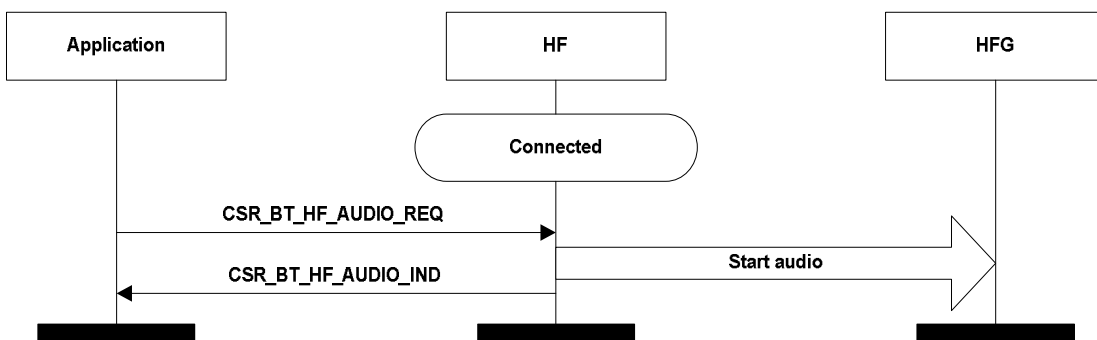 Application
HF
HFG
Connected
CSR_BT_HF_AUDIO_REQ
Start audio
CSR_BT_HF_AUDIO_IND